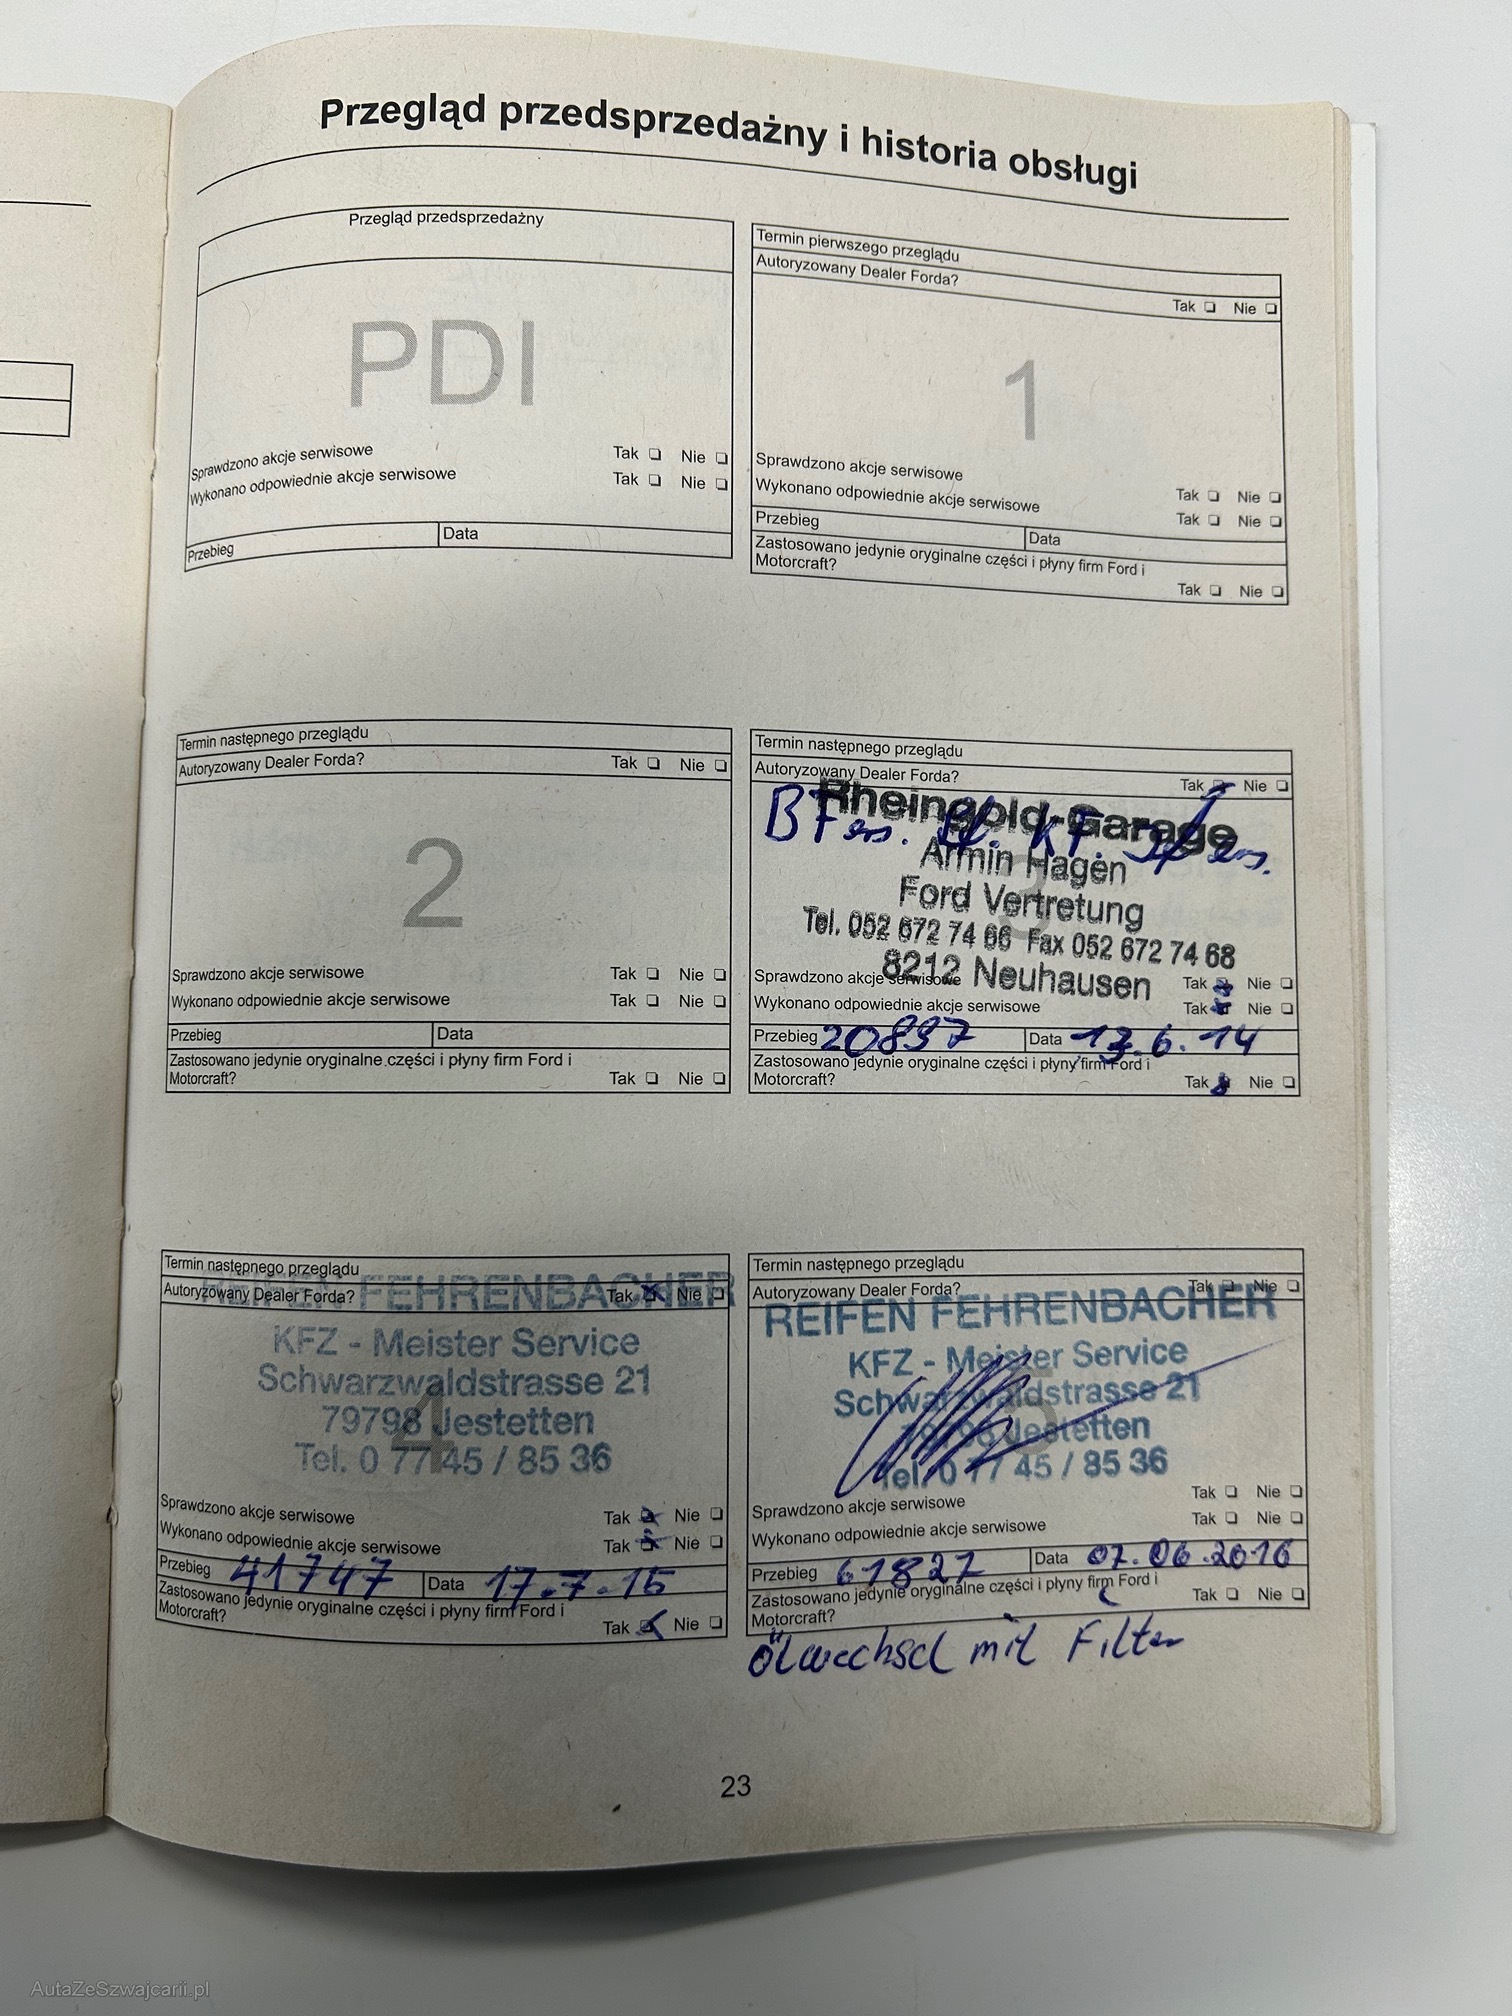 Przegląd przedsprzedażny i historia obsługi
Przegląd przedsprzedażny
PDI
Sprawdzono akcje serwisowe Tak Nie
Wykonano odpowiednie akcje serwisowe Tak Nie
Przebieg Data
Termin pierwszego przeglądu
Autoryzowany Dealer Forda?
Tak Nie
1
Sprawdzono akcje serwisowe
Tak Nie
Wykonano odpowiednie akcje serwisowe
Tak Nie
Przebieg Data
Zastosowano jedynie oryginalne części i płyny firm Ford i
Motorcraft?
Tak Nie
Termin następnego przeglądu
Autoryzowany Dealer Forda? Tak Nie
2
Sprawdzono akcje serwisowe Tak Nie
Wykonano odpowiednie akcje serwisowe Tak Nie
Przebieg Data
Zastosowano jedynie oryginalne części i płyny firm Ford i
Motorcraft? Tak Nie
Termin następnego przeglądu
Autoryzowany Dealer Forda?
Tak Nie
Rheingold-Garage
BF ers.
Armin Hagen
3
Ford Vertretung
Tel. 052 672 74 66 Fax 052 672 74 68
8212 Neuhausen
Sprawdzono akcje serwisowe Tak Nie
Wykonano odpowiednie akcje serwisowe Tak Nie
Przebieg 20897 Data 13.6.14
Zastosowano jedynie oryginalne części i płyny firm Ford i
Motorcraft? Tak Nie
Termin następnego przeglądu
Autoryzowany Dealer Forda? Tak Nie
REIFEN FEHRENBACHER
KFZ - Meister Service
Schwarzwaldstrasse 21
79798 Jestetten
4
Tel. 0 77 45 / 85 36
Sprawdzono akcje serwisowe Tak Nie
Wykonano odpowiednie akcje serwisowe Tak Nie
Przebieg 41747 Data 17.7.15
Zastosowano jedynie oryginalne części i płyny firm Ford i
Motorcraft? Tak Nie
Termin następnego przeglądu
Autoryzowany Dealer Forda? Tak Nie
REIFEN FEHRENBACHER
KFZ - Meister Service
Schwarzwaldstrasse 21
5
79798 Jestetten
Tel. 0 77 45 / 85 36
Sprawdzono akcje serwisowe Tak Nie
Wykonano odpowiednie akcje serwisowe Tak Nie
Przebieg 61827 Data 07.06.2016
Zastosowano jedynie oryginalne części i płyny firm Ford i
Motorcraft? Tak Nie
Ölwechsel mit Filter
23
AutaZeSzwajcarii.pl